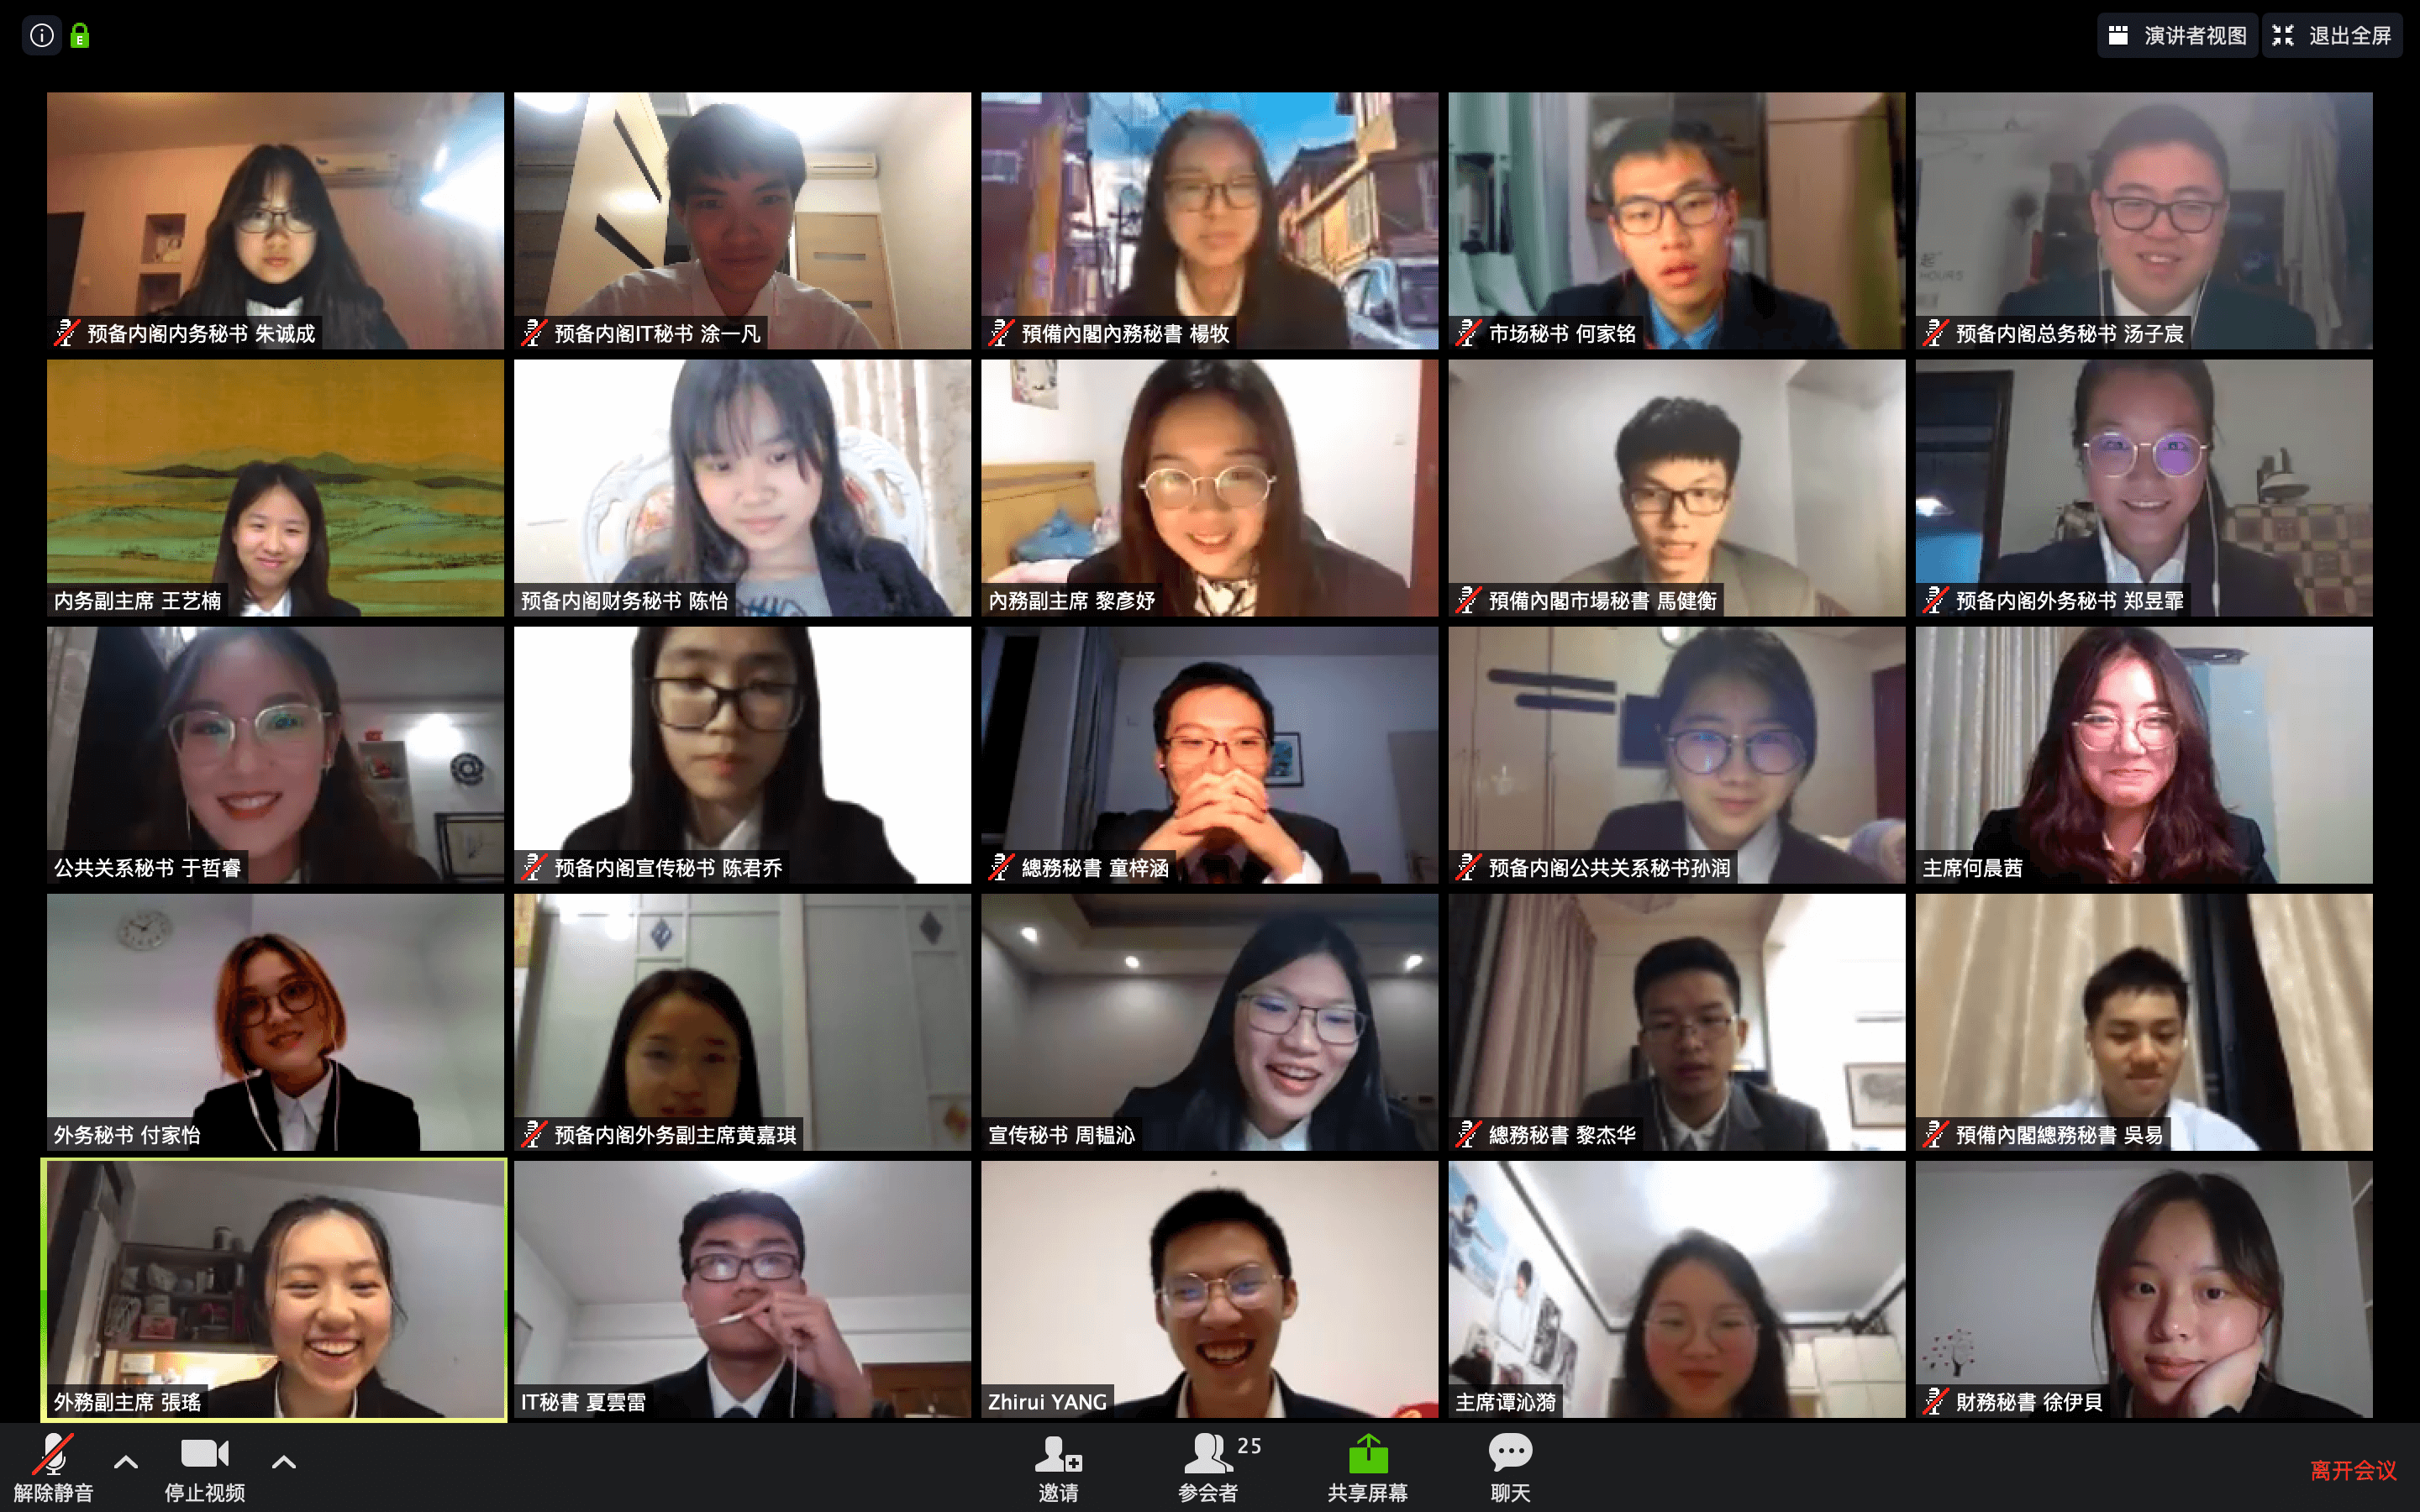 演讲者视图
退出全屏
预备内阁内务秘书 朱诚成
预备内阁IT秘书 涂一凡
預備內閣內務秘書 楊牧
市场秘书 何家铭
预备内阁总务秘书 汤子宸
内务副主席 王艺楠
预备内阁财务秘书 陈怡
內務副主席 黎彥妤
預備內閣市場秘書 馬健衡
预备内阁外务秘书 郑昱霏
公共关系秘书 于哲睿
预备内阁宣传秘书 陈君乔
總務秘書 童梓涵
预备内阁公共关系秘书孙润
主席何晨茜
外务秘书 付家怡
预备内阁外务副主席黄嘉琪
宣传秘书 周韫沁
總務秘書 黎杰华
預備內閣總務秘書 吳易
外務副主席 張瑤
IT秘書 夏雲雷
Zhirui YANG
主席谭沁漪
財務秘書 徐伊貝
解除静音
停止视频
邀请
25
参会者
共享屏幕
聊天
离开会议